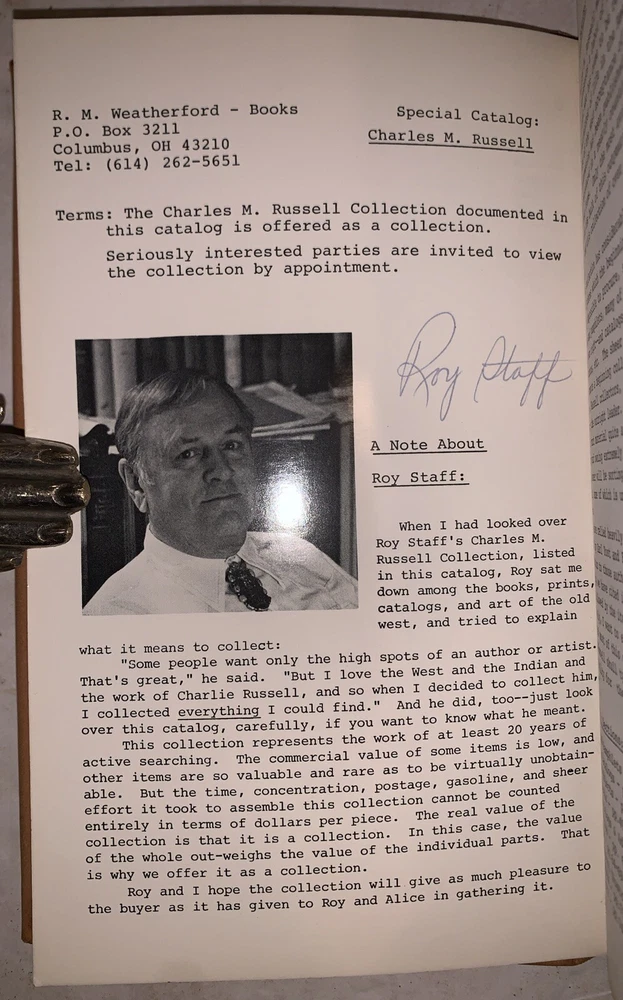 R. M. Weatherford - Books
P.O. Box 3211
Columbus, OH 43210
Tel: (614) 262-5651
Special Catalog:
Charles M. Russell
Terms: The Charles M. Russell Collection documented in
this catalog is offered as a collection.
Seriously interested parties are invited to view
the collection by appointment.
Roy Staff
A Note About
Roy Staff:
When I had looked over
Roy Staff's Charles M.
Russell Collection, listed
in this catalog, Roy sat me
down among the books, prints,
catalogs, and art of the old
west, and tried to explain
what it means to collect:
"Some people want only the high spots of an author or artist.
That's great," he said. "But I love the West and the Indian and
the work of Charlie Russell, and so when I decided to collect him,
I collected everything I could find." And he did, too--just look
over this catalog, carefully, if you want to know what he meant.
This collection represents the work of at least 20 years of
active searching. The commercial value of some items is low, and
other items are so valuable and rare as to be virtually unobtain-
able. But the time, concentration, postage, gasoline, and sheer
effort it took to assemble this collection cannot be counted
entirely in terms of dollars per piece. The real value of the
collection is that it is a collection. In this case, the value
of the whole out-weighs the value of the individual parts. That
is why we offer it as a collection.
Roy and I hope the collection will give as much pleasure to
the buyer as it has given to Roy and Alice in gathering it.